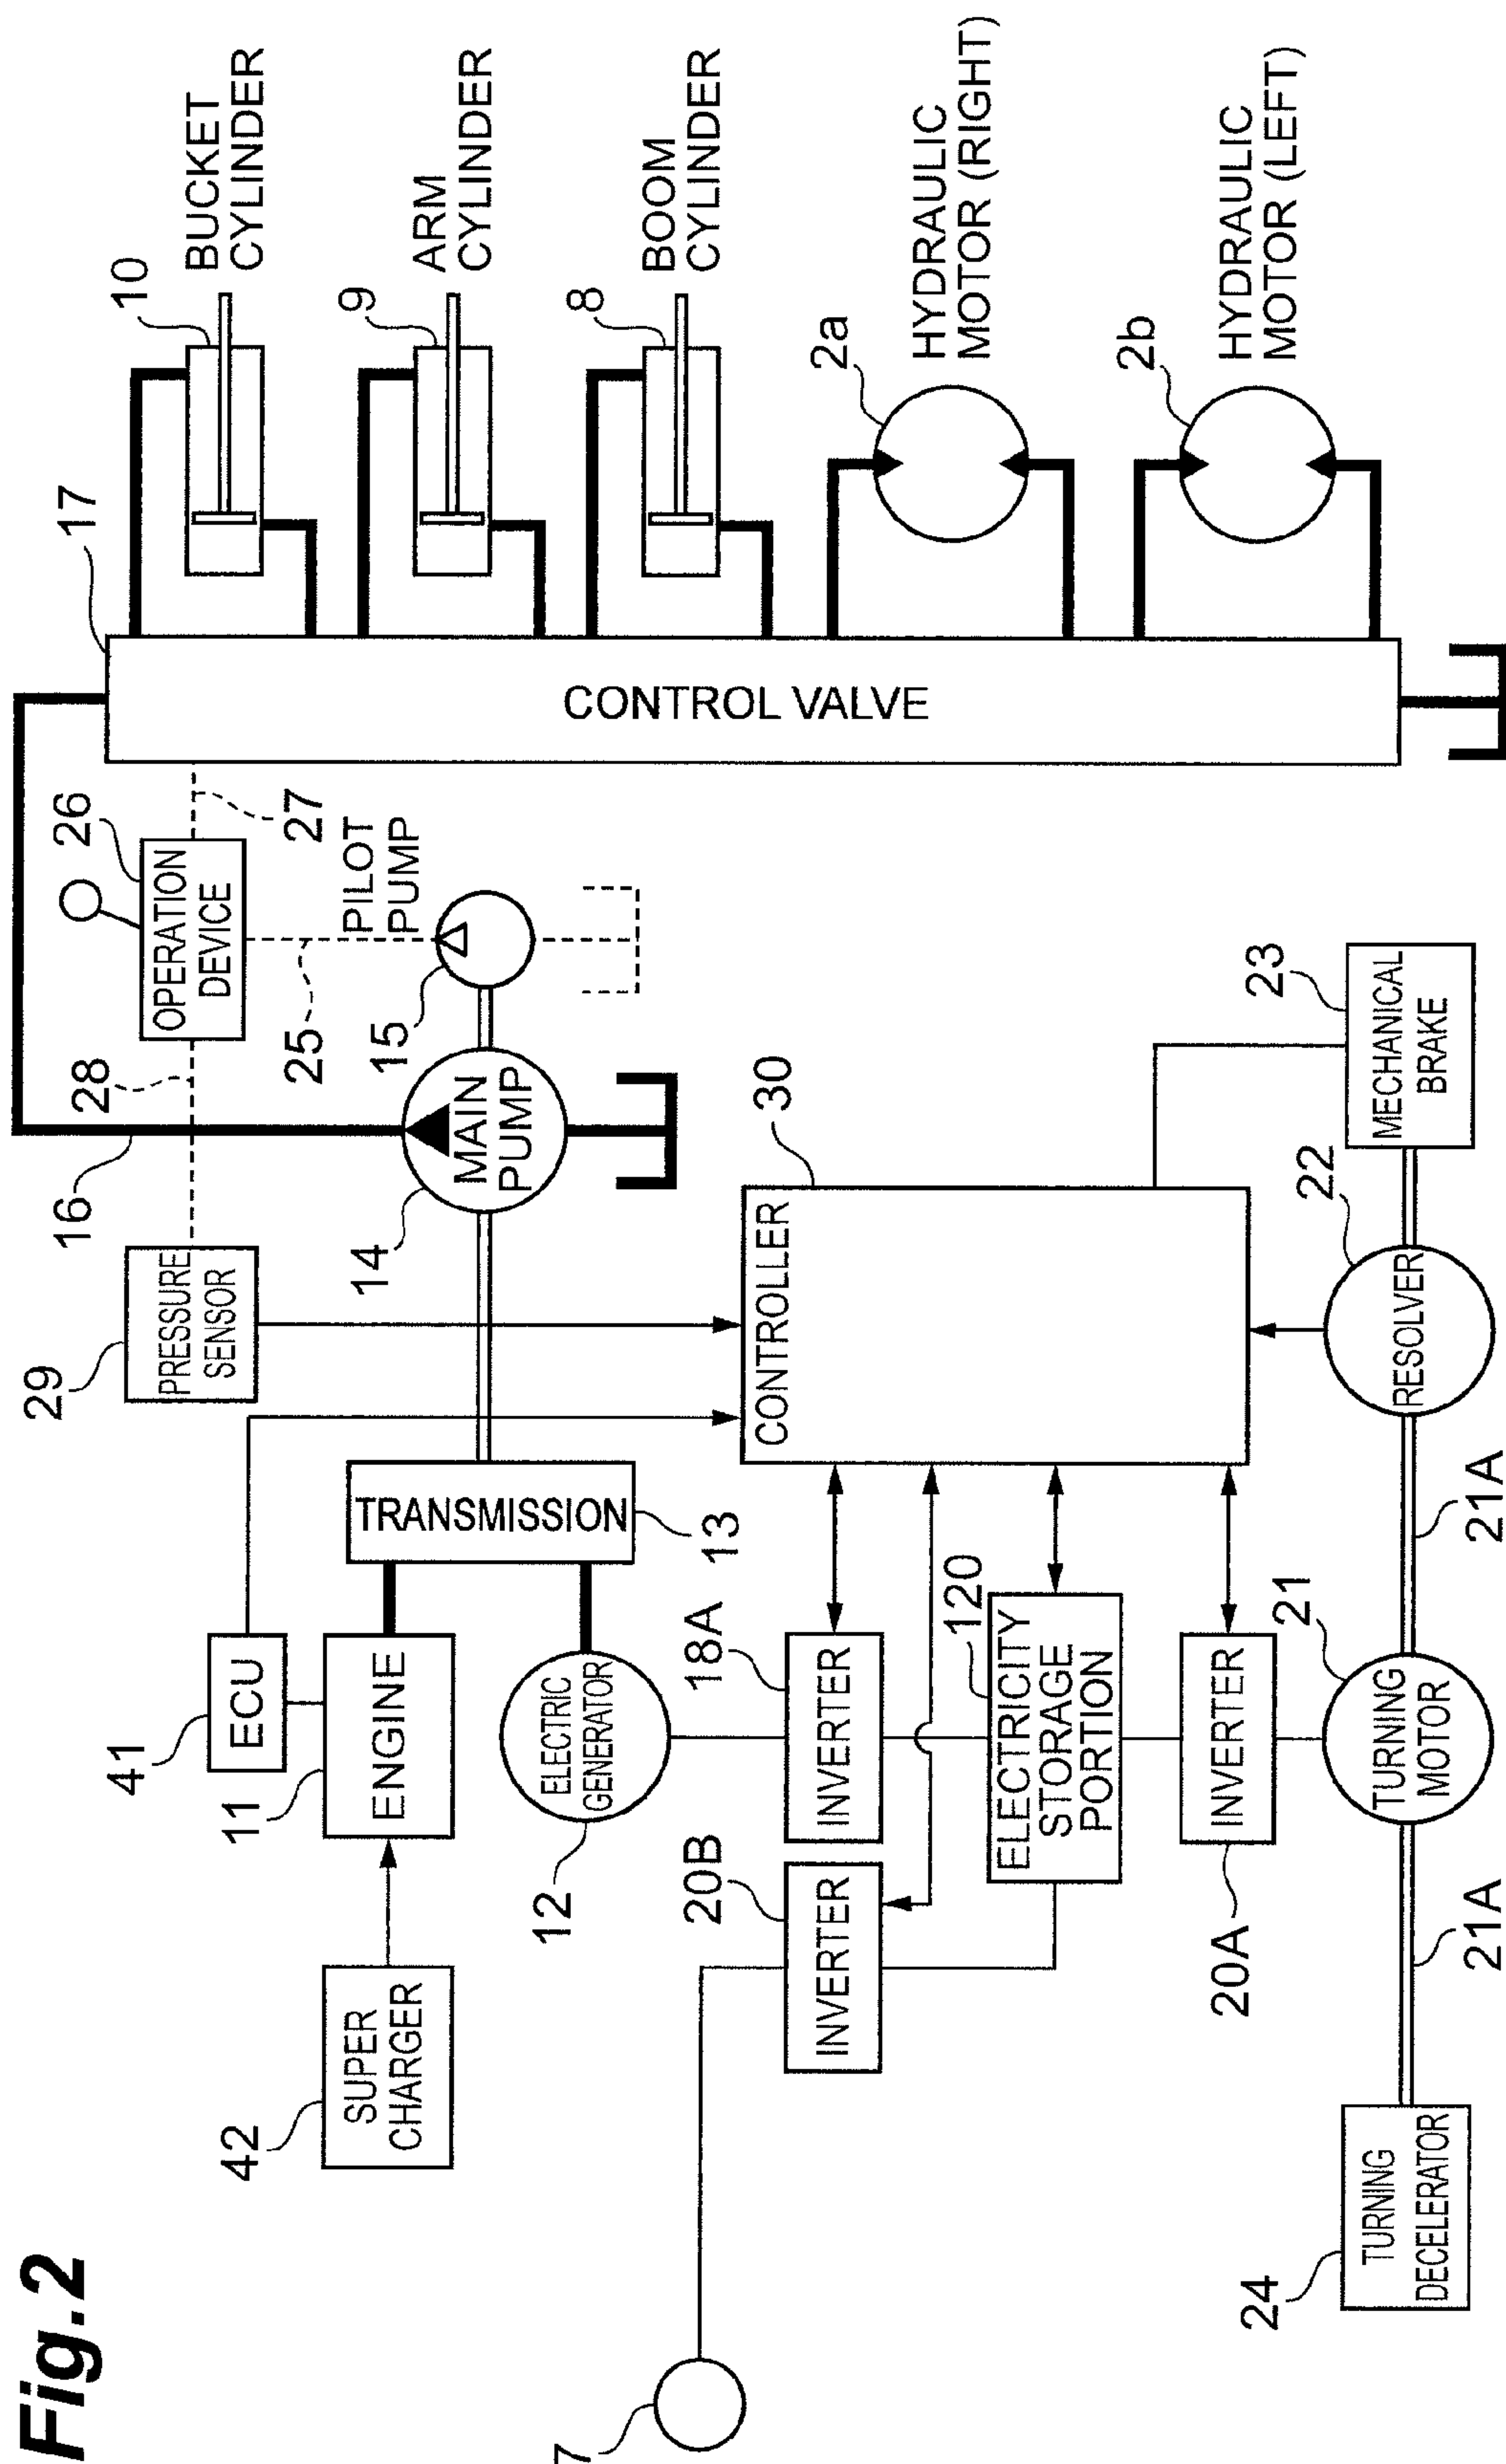 Fig.2
BUCKET
CYLINDER
10
ARM
CYLINDER
9
BOOM
CYLINDER
8
HYDRAULIC
MOTOR (RIGHT)
2a
HYDRAULIC
MOTOR (LEFT)
2b
17
CONTROL VALVE
26
OPERATION
DEVICE
27
PILOT
PUMP
25
15
28
16
MAIN
PUMP
14
29
PRESSURE
SENSOR
30
CONTROLLER
23
MECHANICAL
BRAKE
22
RESOLVER
21A
TRANSMISSION
13
41
ECU
11
ENGINE
ELECTRIC
GENERATOR
12
18A
INVERTER
120
ELECTRICITY
STORAGE
PORTION
INVERTER
20A
21
TURNING
MOTOR
21A
20B
INVERTER
42
SUPER
CHARGER
24
TURNING
DECELERATOR
7